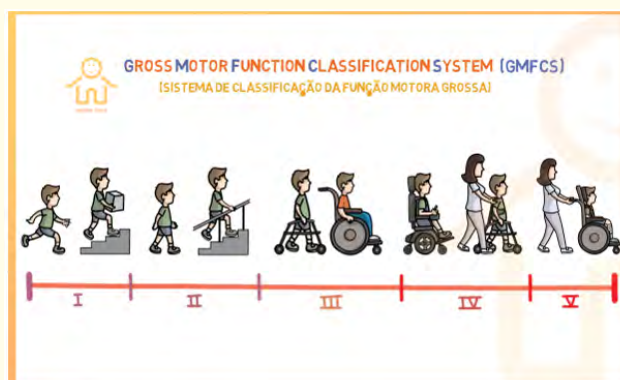 GROSS MOTOR FUNCTION CLASSIFICATION SYSTEM (GMFCS)
[SISTEMA DE CLASSIFICAÇÃO DA FUNÇÃO MOTORA GROSSA]
I II III IV V